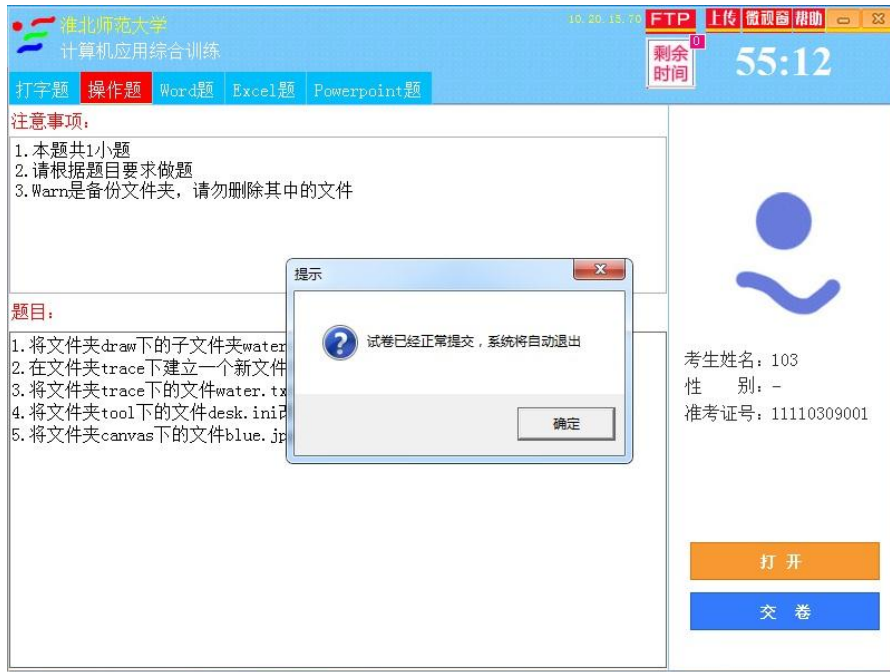 淮北师范大学
计算机应用综合训练
10.20.13.70
FTP
上传 微视窗 帮助
剩余
时间
0
55:12
打字题 操作题 Word题 Excel题 Powerpoint题
注意事项:
1.本题共1小题
2.请根据题目要求做题
3.Warn是备份文件夹，请勿删除其中的文件
提示
试卷已经正常提交，系统将自动退出
确定
题目:
1.将文件夹draw下的子文件夹water
2.在文件夹trace下建立一个新文件
3.将文件夹trace下的文件water.tx
4.将文件夹tool下的文件desk.ini
5.将文件夹canvas下的文件blue.jp
考生姓名: 103
性 别: -
准考证号: 11110309001
打 开
交 卷